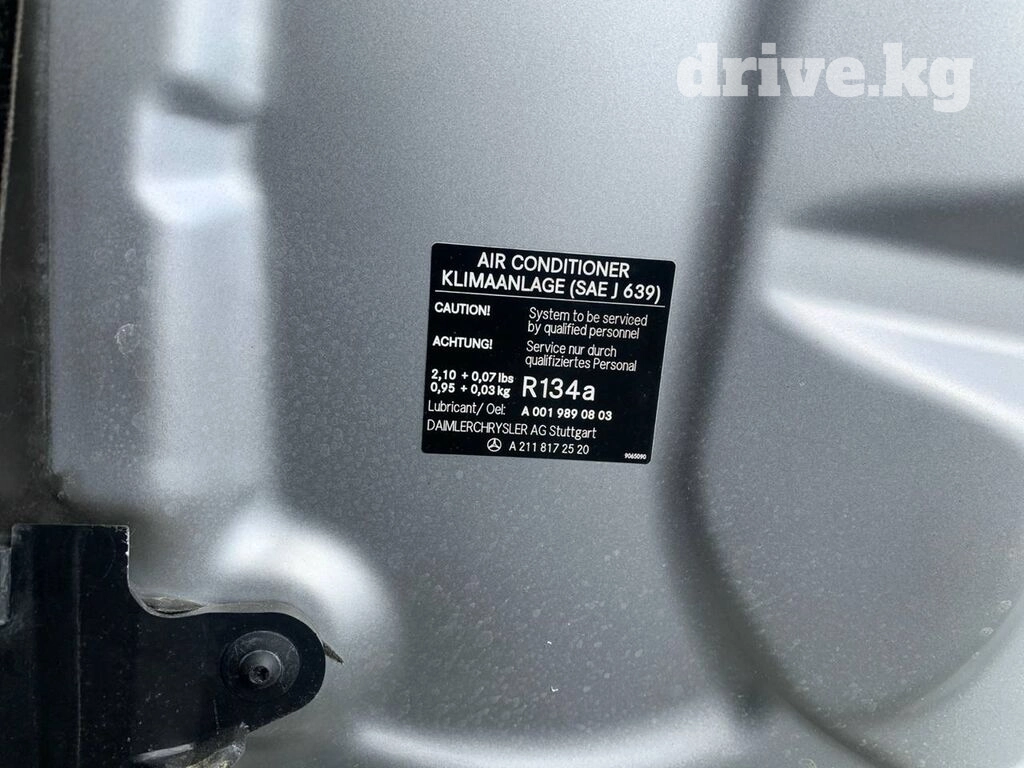 drive.kg
AIR CONDITIONER
KLIMAANLAGE (SAE J 639)
CAUTION! System to be serviced
by qualified personnel
ACHTUNG! Service nur durch
qualifiziertes Personal
2,10 + 0,07 lbs
0,95 + 0,03 kg R134a
Lubricant/ Oel: A 001 989 08 03
DAIMLERCHRYSLER AG Stuttgart
A 211 817 25 20 9065090